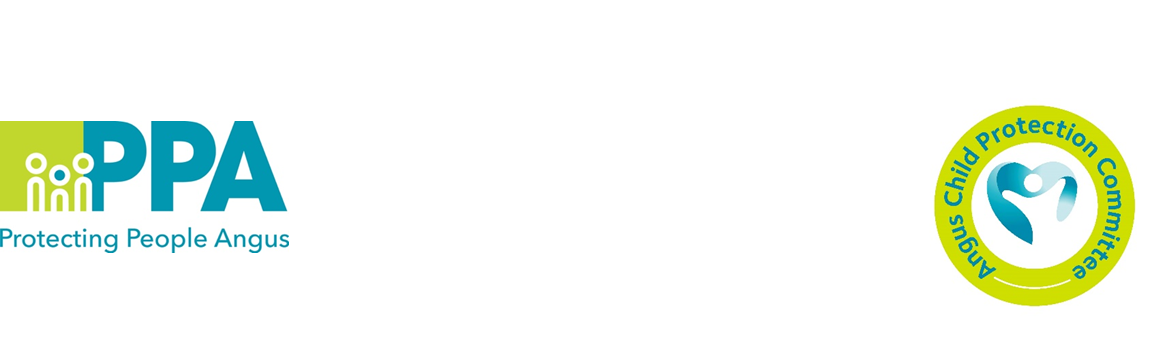 PPA
Protecting People Angus
Angus Child Protection Committee